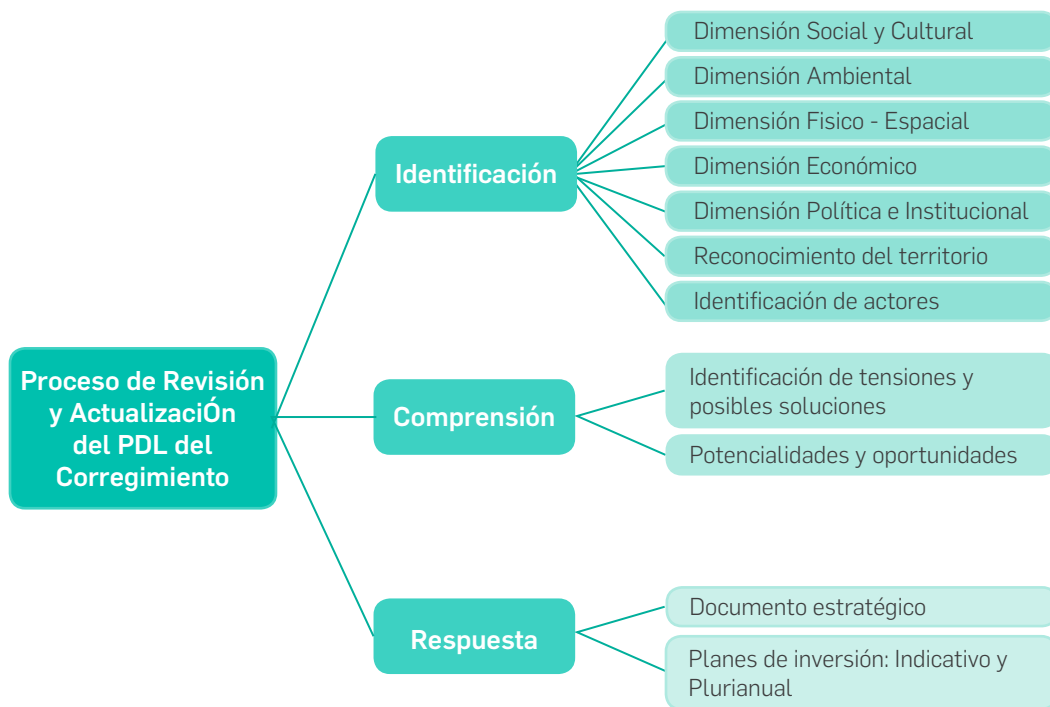 Proceso de Revisión
y ActualizaciÓn
del PDL del
Corregimiento
Identificación
Dimensión Social y Cultural
Dimensión Ambiental
Dimensión Fisico - Espacial
Dimensión Económico
Dimensión Política e Institucional
Reconocimiento del territorio
Identificación de actores
Comprensión
Identificación de tensiones y
posibles soluciones
Potencialidades y oportunidades
Respuesta
Documento estratégico
Planes de inversión: Indicativo y
Plurianual